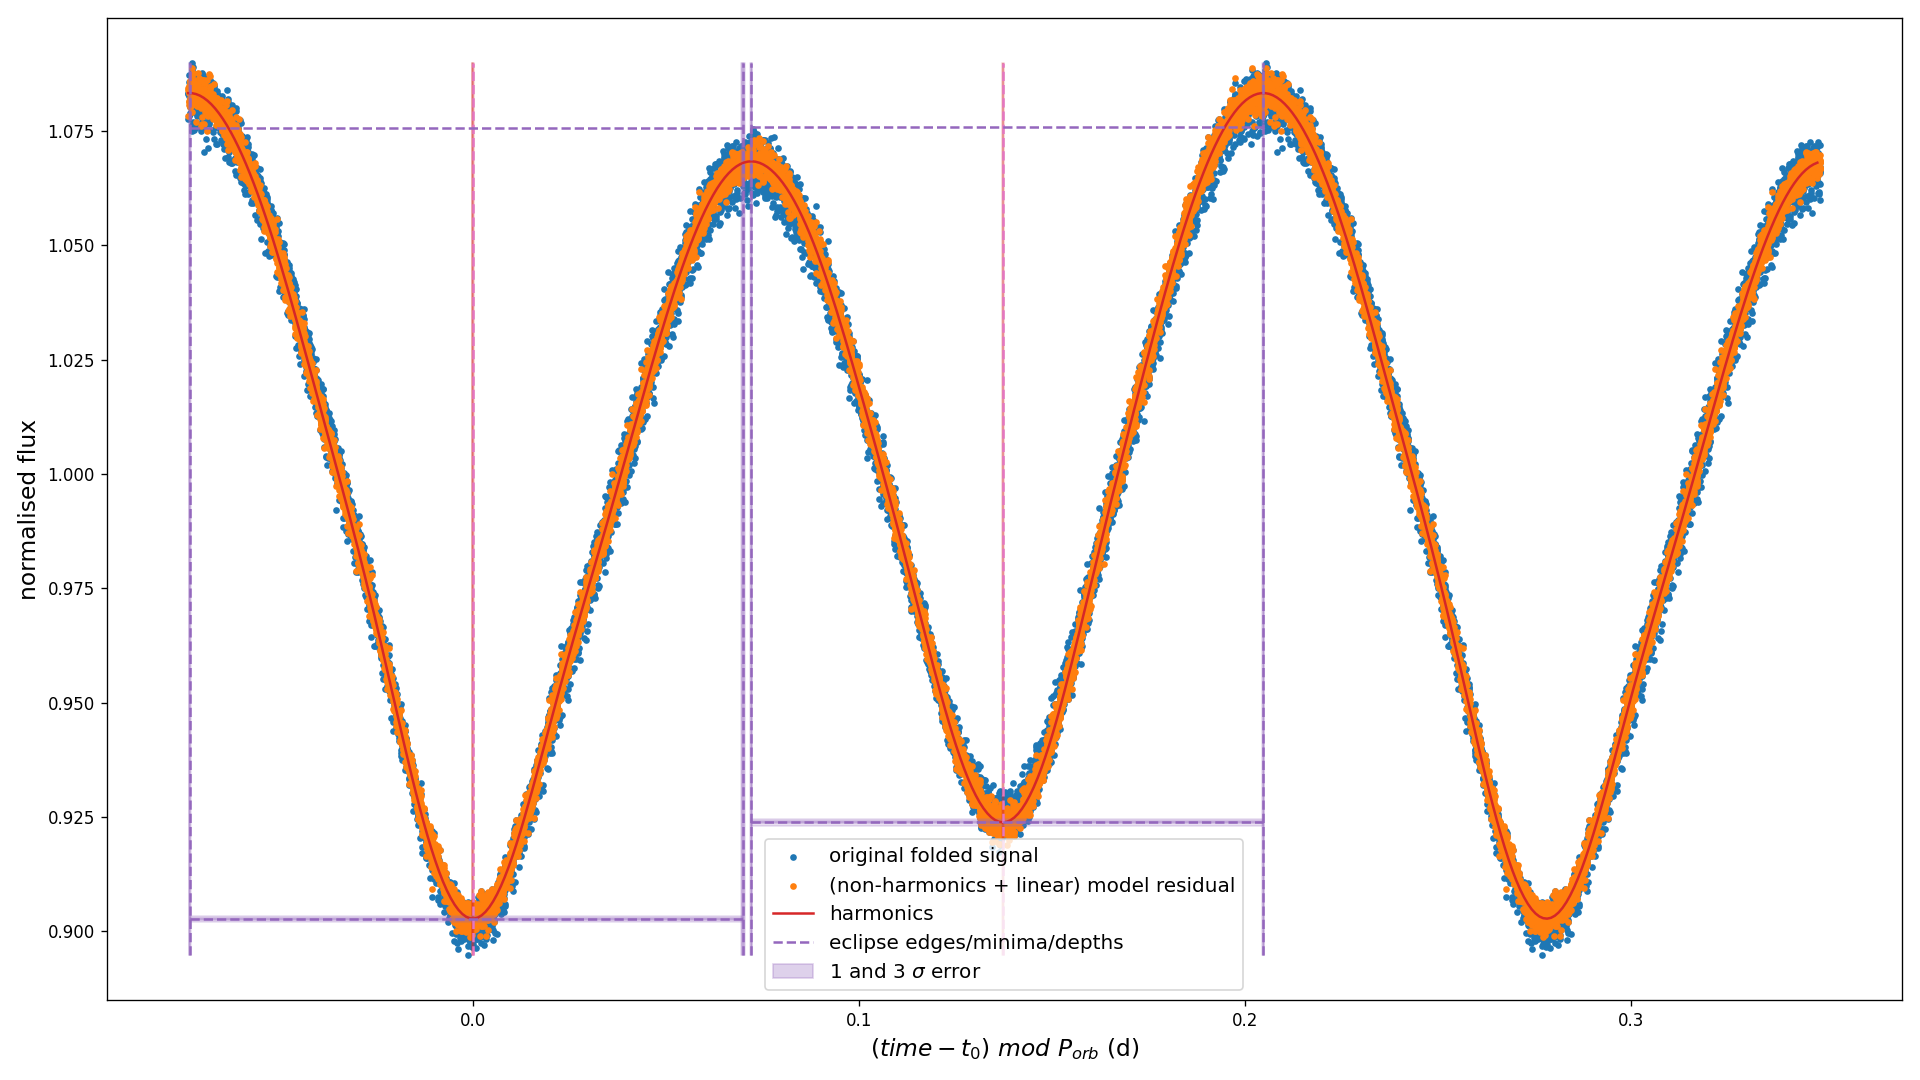 normalised flux
1.075
1.050
1.025
1.000
0.975
0.950
0.925
0.900
original folded signal
(non-harmonics + linear) model residual
harmonics
eclipse edges/minima/depths
1 and 3 σ error
0.0 0.1 0.2 0.3
(time − t₀) mod Pₒᵣb (d)